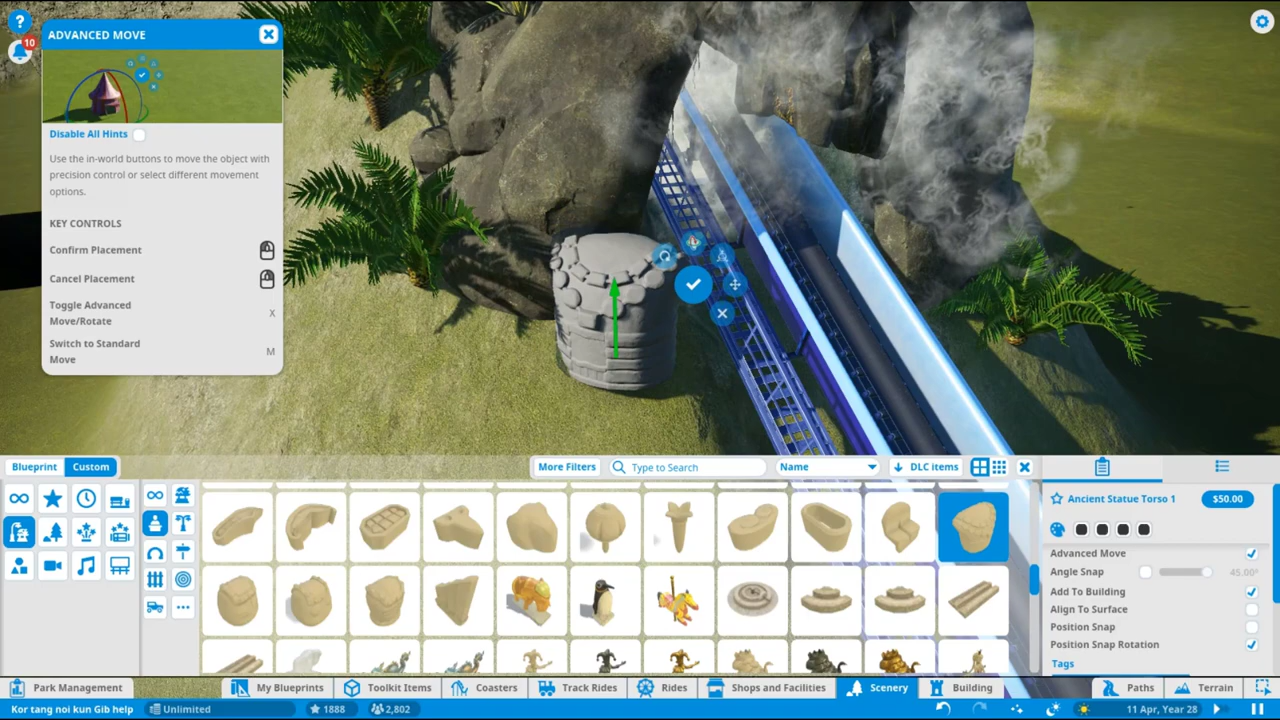 ?
10
ADVANCED MOVE
Disable All Hints
Use the in-world buttons to move the object with
precision control or select different movement
options.
KEY CONTROLS
Confirm Placement
Cancel Placement
Toggle Advanced
Move/Rotate
X
Switch to Standard
Move
M
Blueprint
Custom
More Filters
Type to Search
Name
DLC items
Ancient Statue Torso 1
$50.00
Advanced Move
Angle Snap
45.00°
Add To Building
Align To Surface
Position Snap
Position Snap Rotation
Tags
Park Management
My Blueprints
Toolkit Items
Coasters
Track Rides
Rides
Shops and Facilities
Scenery
Building
Paths
Terrain
Kor tang noi kun Gib help
Unlimited
1888
2,802
11 Apr, Year 28